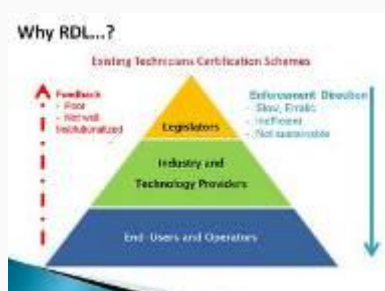 Why RDL...?
Existing Technicians Certification Schemes
Feedback
- Poor
- Not well
Institutionalized
Enforcement Direction
- Slow, Erratic
- Inefficient
- Not sustainable
Legislators
Industry and
Technology Providers
End-Users and Operators